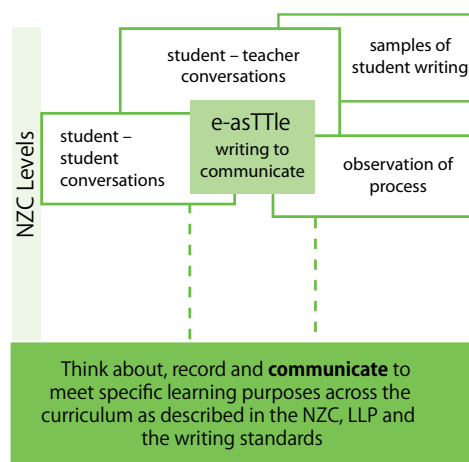 samples of
student writing
student – teacher
conversations
e-asTTle
writing to
communicate
student –
student
conversations
observation of
process
NZC Levels
Think about, record and communicate to
meet specific learning purposes across the
curriculum as described in the NZC, LLP and
the writing standards